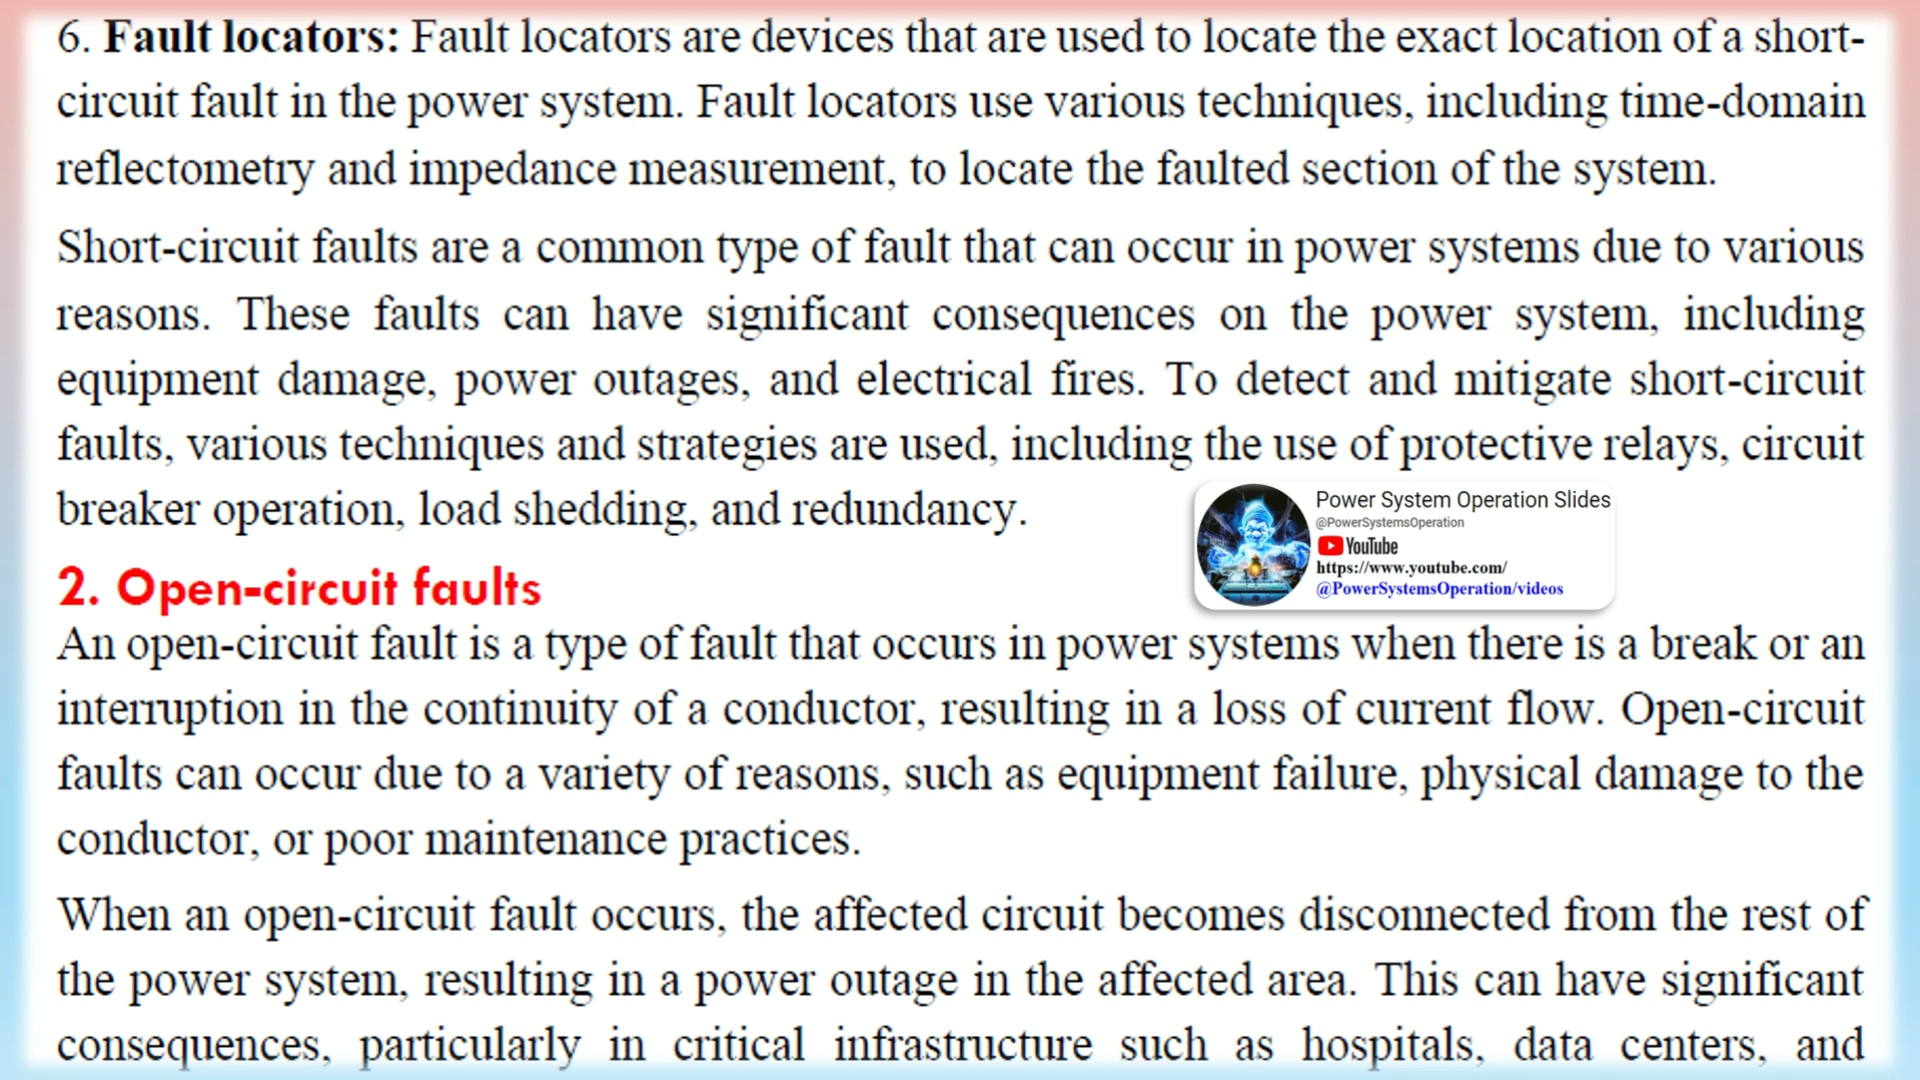 6. Fault locators: Fault locators are devices that are used to locate the exact location of a short-
circuit fault in the power system. Fault locators use various techniques, including time-domain
reflectometry and impedance measurement, to locate the faulted section of the system.
Short-circuit faults are a common type of fault that can occur in power systems due to various
reasons. These faults can have significant consequences on the power system, including
equipment damage, power outages, and electrical fires. To detect and mitigate short-circuit
faults, various techniques and strategies are used, including the use of protective relays, circuit
breaker operation, load shedding, and redundancy.
Power System Operation Slides
@PowerSystemsOperation
YouTube
https://www.youtube.com/
@PowerSystemsOperation/videos
2. Open-circuit faults
An open-circuit fault is a type of fault that occurs in power systems when there is a break or an
interruption in the continuity of a conductor, resulting in a loss of current flow. Open-circuit
faults can occur due to a variety of reasons, such as equipment failure, physical damage to the
conductor, or poor maintenance practices.
When an open-circuit fault occurs, the affected circuit becomes disconnected from the rest of
the power system, resulting in a power outage in the affected area. This can have significant
consequences, particularly in critical infrastructure such as hospitals, data centers, and